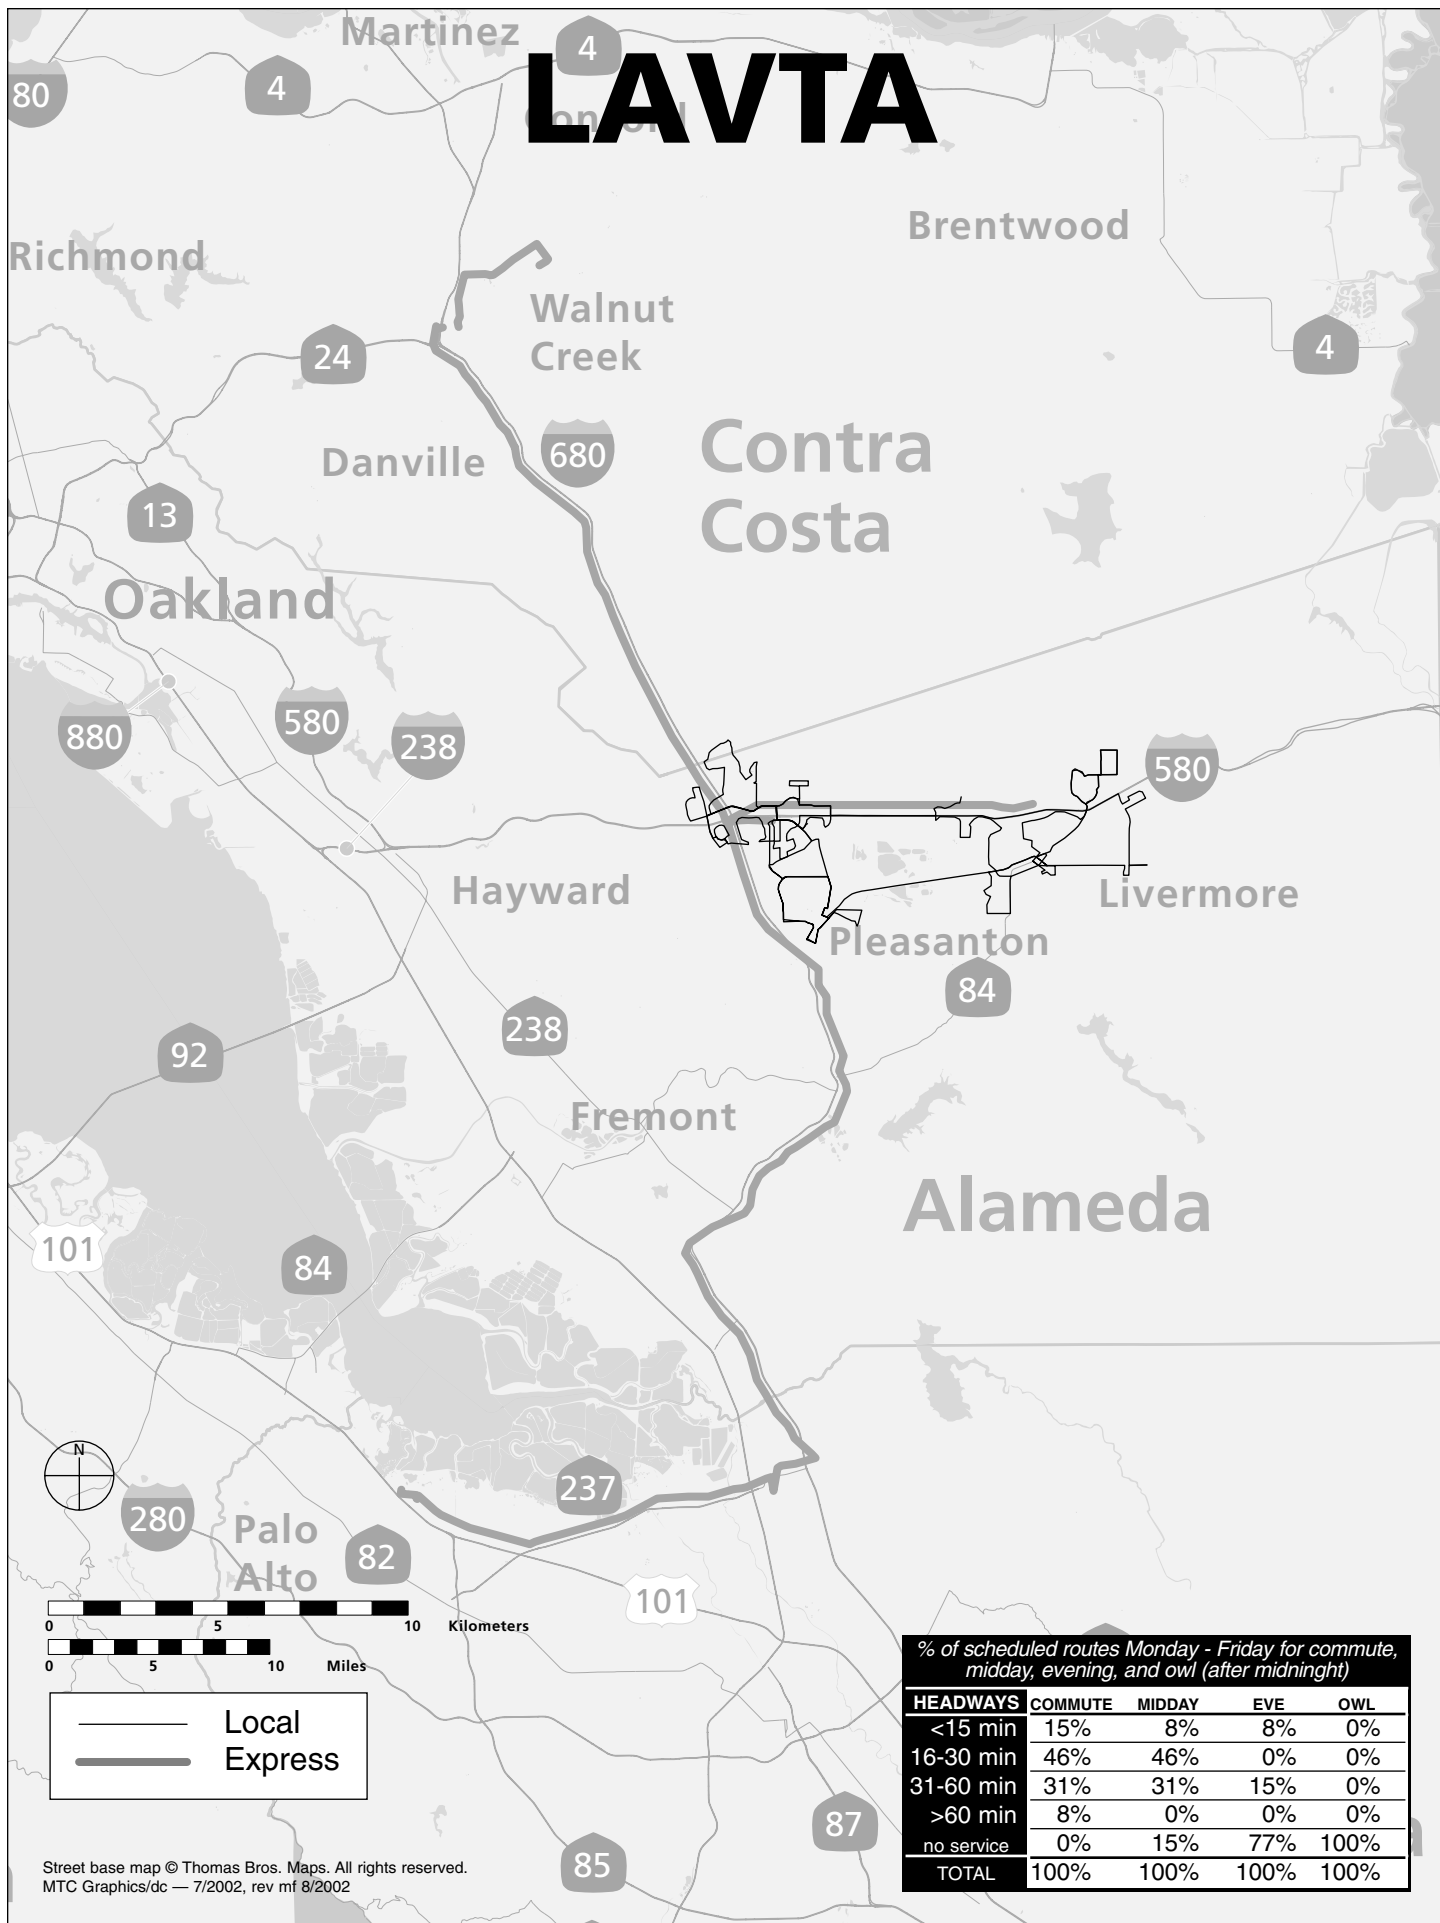 Martinez
4
80
4
LAVTA
Concord
Brentwood
Richmond
Walnut
Creek
24
4
Danville
680
Contra
Costa
13
Oakland
880
580
238
580
Hayward
Livermore
Pleasanton
84
238
92
Fremont
Alameda
101
84
N
237
280
Palo
Alto
82
101
0 5 10 Kilometers
0 5 10 Miles
Local
Express
87
85
% of scheduled routes Monday - Friday for commute,
midday, evening, and owl (after midninght)
HEADWAYS COMMUTE MIDDAY EVE OWL
<15 min 15% 8% 8% 0%
16-30 min 46% 46% 0% 0%
31-60 min 31% 31% 15% 0%
>60 min 8% 0% 0% 0%
no service 0% 15% 77% 100%
TOTAL 100% 100% 100% 100%
Street base map © Thomas Bros. Maps. All rights reserved.
MTC Graphics/dc — 7/2002, rev mf 8/2002